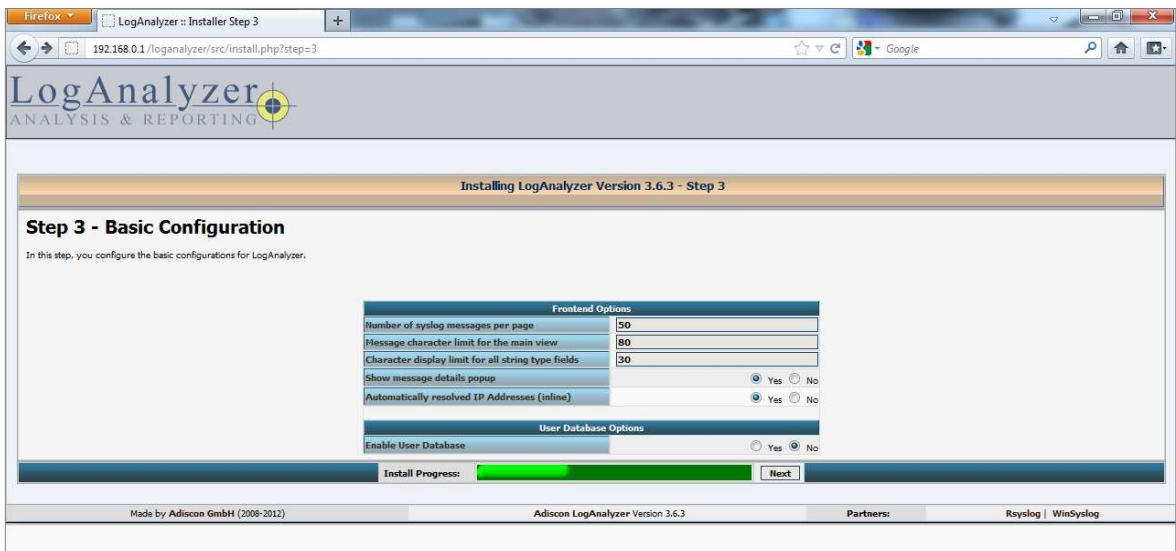 Firefox
LogAnalyzer :: Installer Step 3
192.168.0.1/loganalyzer/src/install.php?step=3
Google
LogAnalyzer
ANALYSIS & REPORTING
Installing LogAnalyzer Version 3.6.3 - Step 3
Step 3 - Basic Configuration
In this step, you configure the basic configurations for LogAnalyzer.
Frontend Options
Number of syslog messages per page 50
Message character limit for the main view 80
Character display limit for all string type fields 30
Show message details popup Yes No
Automatically resolved IP Addresses (inline) Yes No
User Database Options
Enable User Database Yes No
Install Progress: Next
Made by Adiscon GmbH (2008-2012) Adiscon LogAnalyzer Version 3.6.3 Partners: Rsyslog | WinSyslog